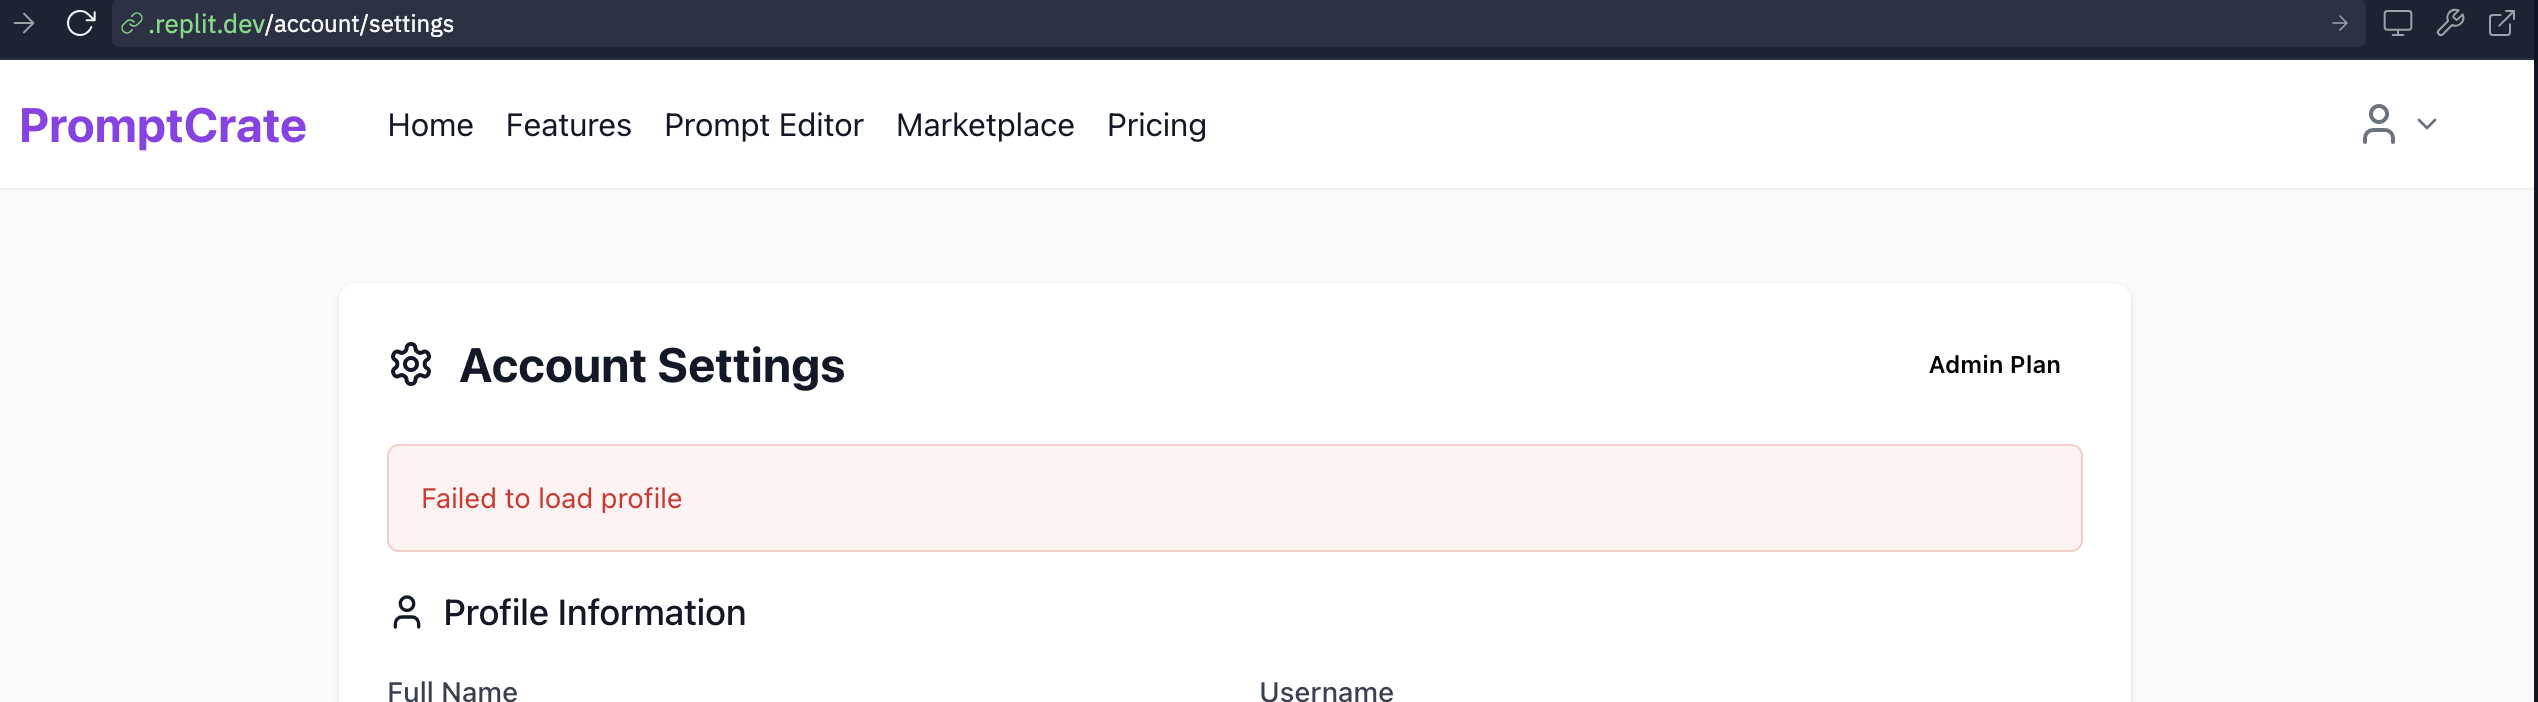 .replit.dev/account/settings
PromptCrate Home Features Prompt Editor Marketplace Pricing
Account Settings Admin Plan
Failed to load profile
Profile Information
Full Name Username